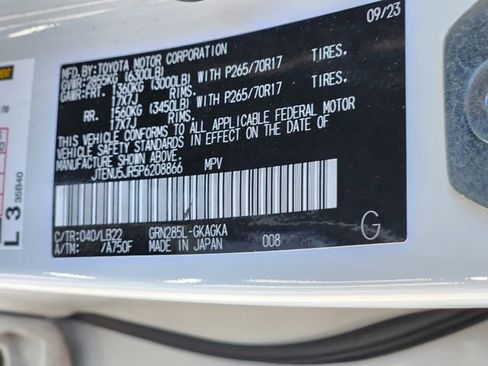 09/23
MFD.BY:TOYOTA MOTOR CORPORATION
GVWR:2855KG (6300LB)
GAWR:FRT. 1360KG (3000LB) WITH P265/70R17 TIRES.
17X7J RIMS.
RR. 1560KG (3450LB) WITH P265/70R17 TIRES.
17X7J RIMS.
THIS VEHICLE CONFORMS TO ALL APPLICABLE FEDERAL MOTOR
VEHICLE SAFETY STANDARDS IN EFFECT ON THE DATE OF
MANUFACTURE SHOWN ABOVE.
JTENU5JR5P6208866 MPV
C/TR:040/LB22 GRN285L-GKAGKA
A/TM: /A750F MADE IN JAPAN 008 G
L 3 35B40